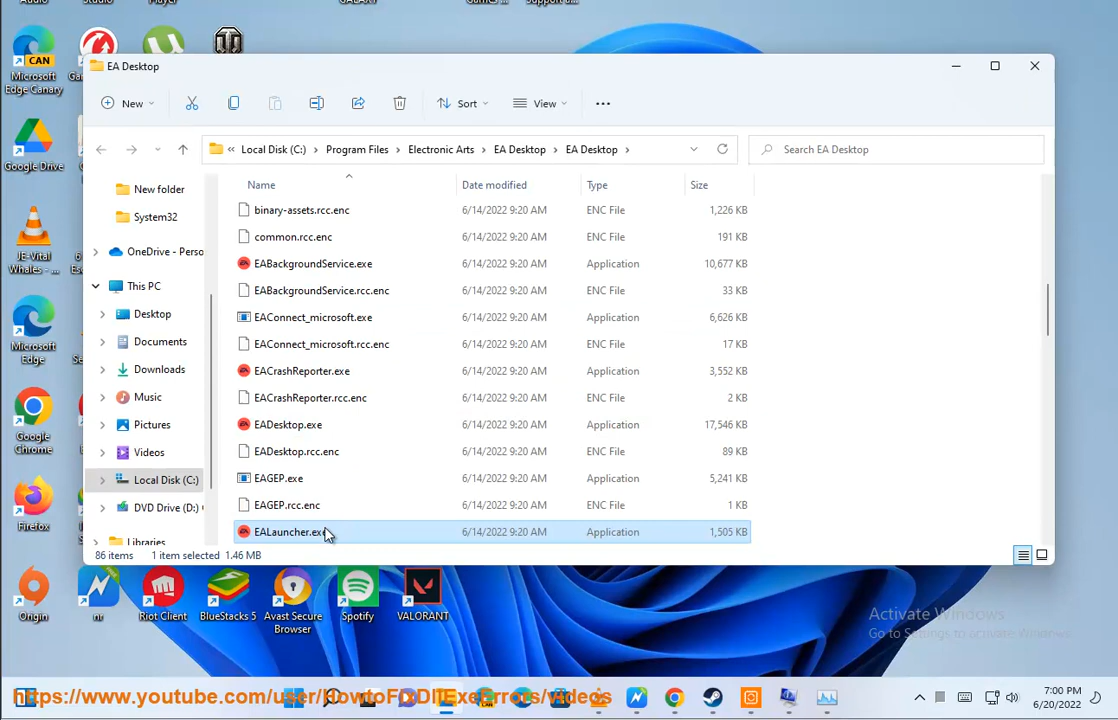 Audio
Studio
Player
GALAXY
Microsoft
Edge Canary
CAN
Google Drive
JE-Vital
Whales - ...
Microsoft
Edge
Google
Chrome
Firefox
EA Desktop
New
Sort
View
Local Disk (C:) > Program Files > Electronic Arts > EA Desktop > EA Desktop >
Search EA Desktop
New folder
System32
OneDrive - Perso
This PC
Desktop
Documents
Downloads
Music
Pictures
Videos
Local Disk (C:)
DVD Drive (D:)
Libraries
Name Date modified Type Size
binary-assets.rcc.enc 6/14/2022 9:20 AM ENC File 1,226 KB
common.rcc.enc 6/14/2022 9:20 AM ENC File 191 KB
EABackgroundService.exe 6/14/2022 9:20 AM Application 10,677 KB
EABackgroundService.rcc.enc 6/14/2022 9:20 AM ENC File 33 KB
EAConnect_microsoft.exe 6/14/2022 9:20 AM Application 6,626 KB
EAConnect_microsoft.rcc.enc 6/14/2022 9:20 AM ENC File 17 KB
EACrashReporter.exe 6/14/2022 9:20 AM Application 3,552 KB
EACrashReporter.rcc.enc 6/14/2022 9:20 AM ENC File 2 KB
EADesktop.exe 6/14/2022 9:20 AM Application 17,546 KB
EADesktop.rcc.enc 6/14/2022 9:20 AM ENC File 89 KB
EAGEP.exe 6/14/2022 9:20 AM Application 5,241 KB
EAGEP.rcc.enc 6/14/2022 9:20 AM ENC File 1 KB
EALauncher.exe 6/14/2022 9:20 AM Application 1,505 KB
86 items 1 item selected 1.46 MB
Origin
nr
Riot Client
BlueStacks 5
Avast Secure
Browser
Spotify
VALORANT
Activate Windows
Go to Settings to activate Windows.
https://www.youtube.com/user/HowtoFixDllExeErrors/videos
7:00 PM
6/20/2022